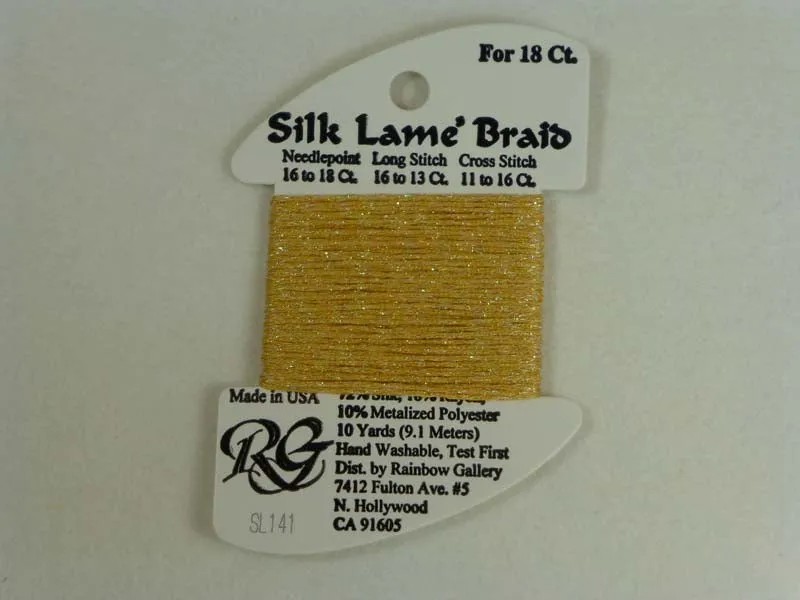 For 18 Ct.
Silk Lame' Braid
Needlepoint Long Stitch Cross Stitch
16 to 18 Ct. 16 to 13 Ct. 11 to 16 Ct.
Made in USA
10% Metalized Polyester
10 Yards (9.1 Meters)
Hand Washable, Test First
Dist. by Rainbow Gallery
7412 Fulton Ave. #5
N. Hollywood
CA 91605
RG
SL141